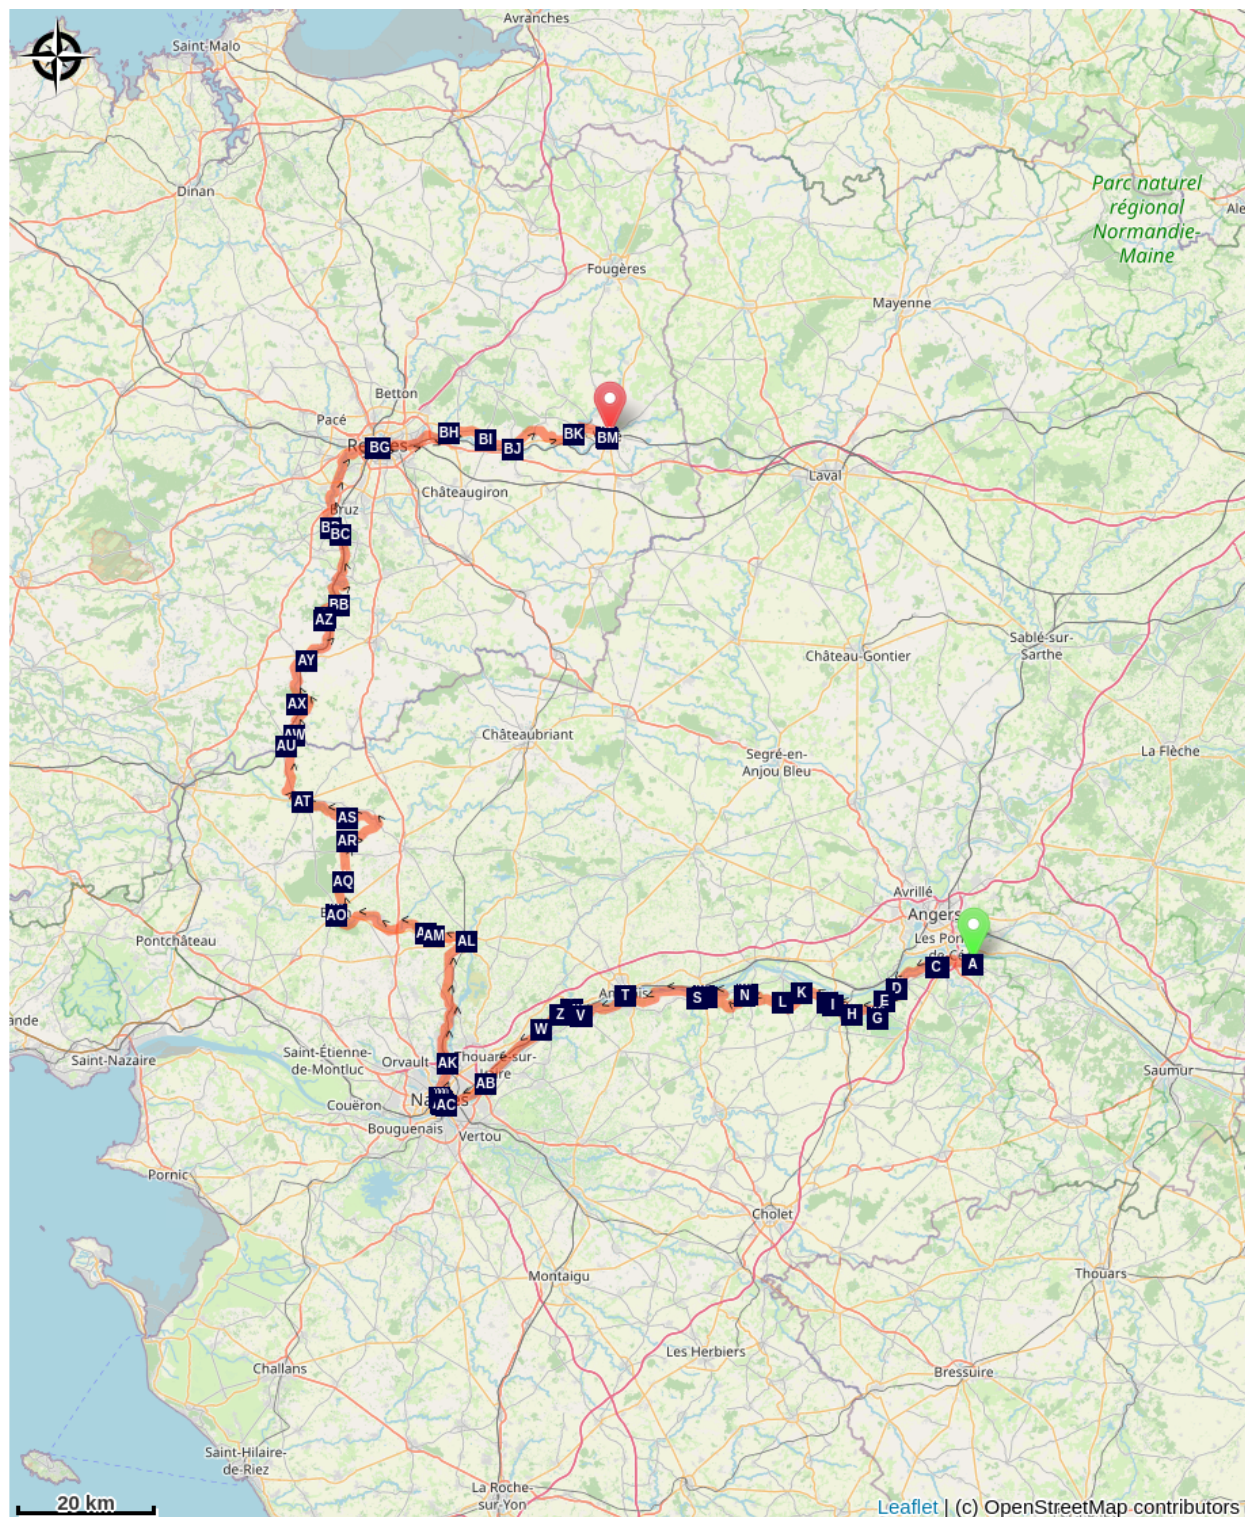 Avranches
Saint-Malo
Dinan
Parc naturel
régional
Normandie-
Maine
Fougères
Mayenne
Betton
Pacé
BH
BI
BJ
BK
BM
BG
Laval
Châteaugiron
Bruz
BC
BB
AZ
Sablé-sur-
Sarthe
Château-Gontier
AY
AX
AW
AU
Châteaubriant
Segré-en-
Anjou Bleu
La Flèche
AT
AS
AR
AQ
AO
Avrillé
Angers
AM
AL
Pontchâteau
A
C
D
E
G
H
I
K
L
N
S
T
V
Z
W
Saint-Nazaire
Saint-Étienne-
de-Montluc
Orvault
AK
AB
AC
Saumur
Couëron
Bouguenais
Vertou
Pornic
Cholet
Montaigu
Thouars
Les Herbiers
Challans
Bressuire
Saint-Hilaire-
de-Riez
La Roche-
sur-Yon
20 km
Leaflet | (c) OpenStreetMap contributors